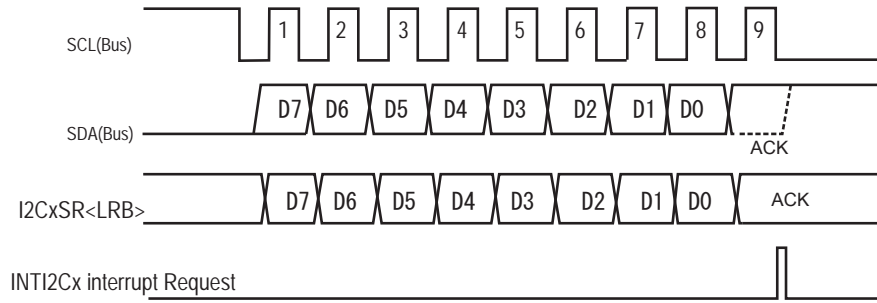 SCL(Bus) 1 2 3 4 5 6 7 8 9
SDA(Bus) D7 D6 D5 D4 D3 D2 D1 D0
ACK
I2CxSR<LRB> D7 D6 D5 D4 D3 D2 D1 D0 ACK
INTI2Cx interrupt Request